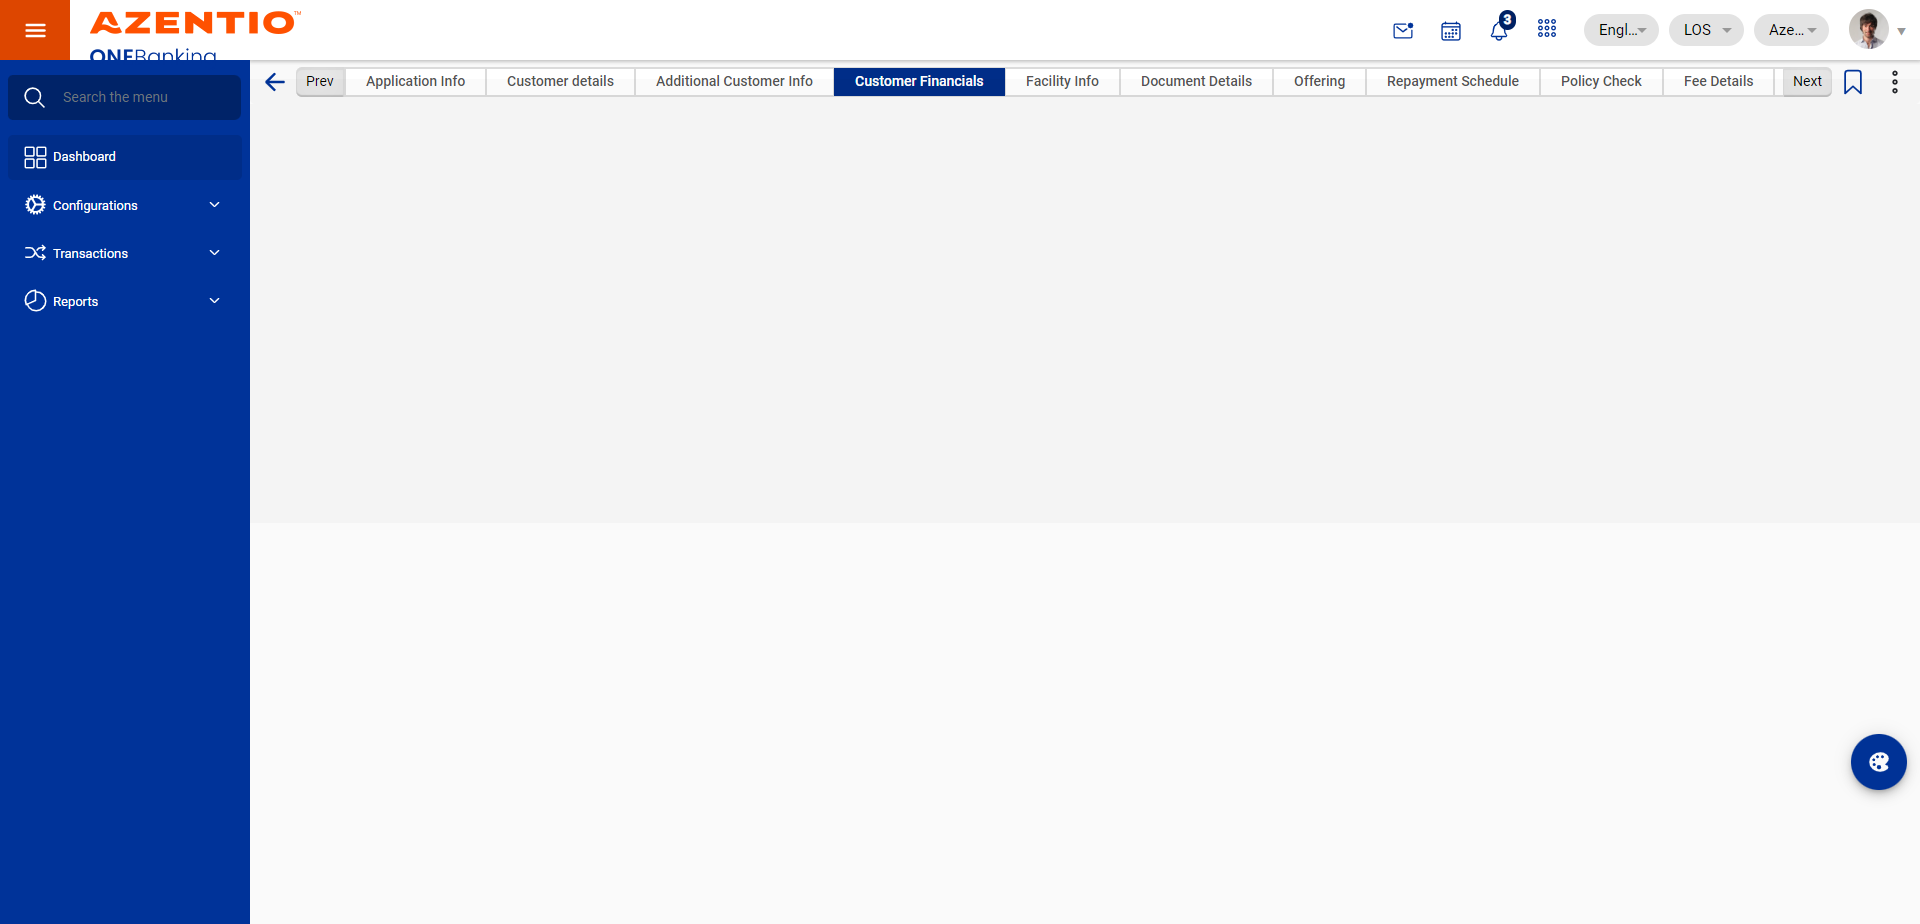 AZENTIO™
ONEBanking
3
Engl...
LOS
Aze...
Search the menu
Dashboard
Configurations
Transactions
Reports
Prev
Application Info
Customer details
Additional Customer Info
Customer Financials
Facility Info
Document Details
Offering
Repayment Schedule
Policy Check
Fee Details
Next